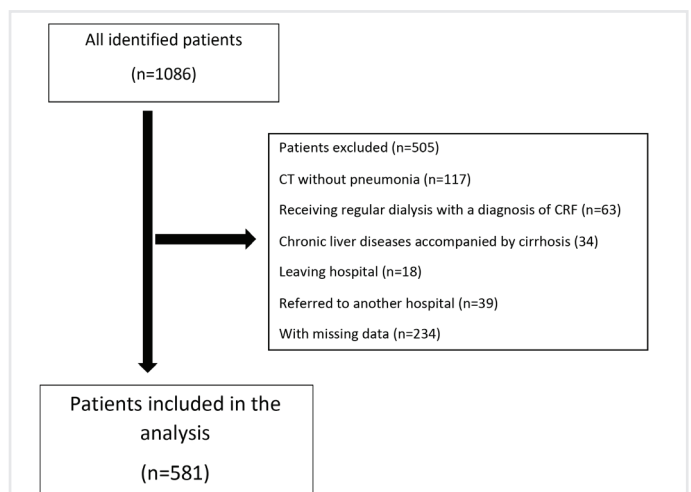 All identified patients
(n=1086)
Patients excluded (n=505)
CT without pneumonia (n=117)
Receiving regular dialysis with a diagnosis of CRF (n=63)
Chronic liver diseases accompanied by cirrhosis (34)
Leaving hospital (n=18)
Referred to another hospital (n=39)
With missing data (n=234)
Patients included in the
analysis
(n=581)